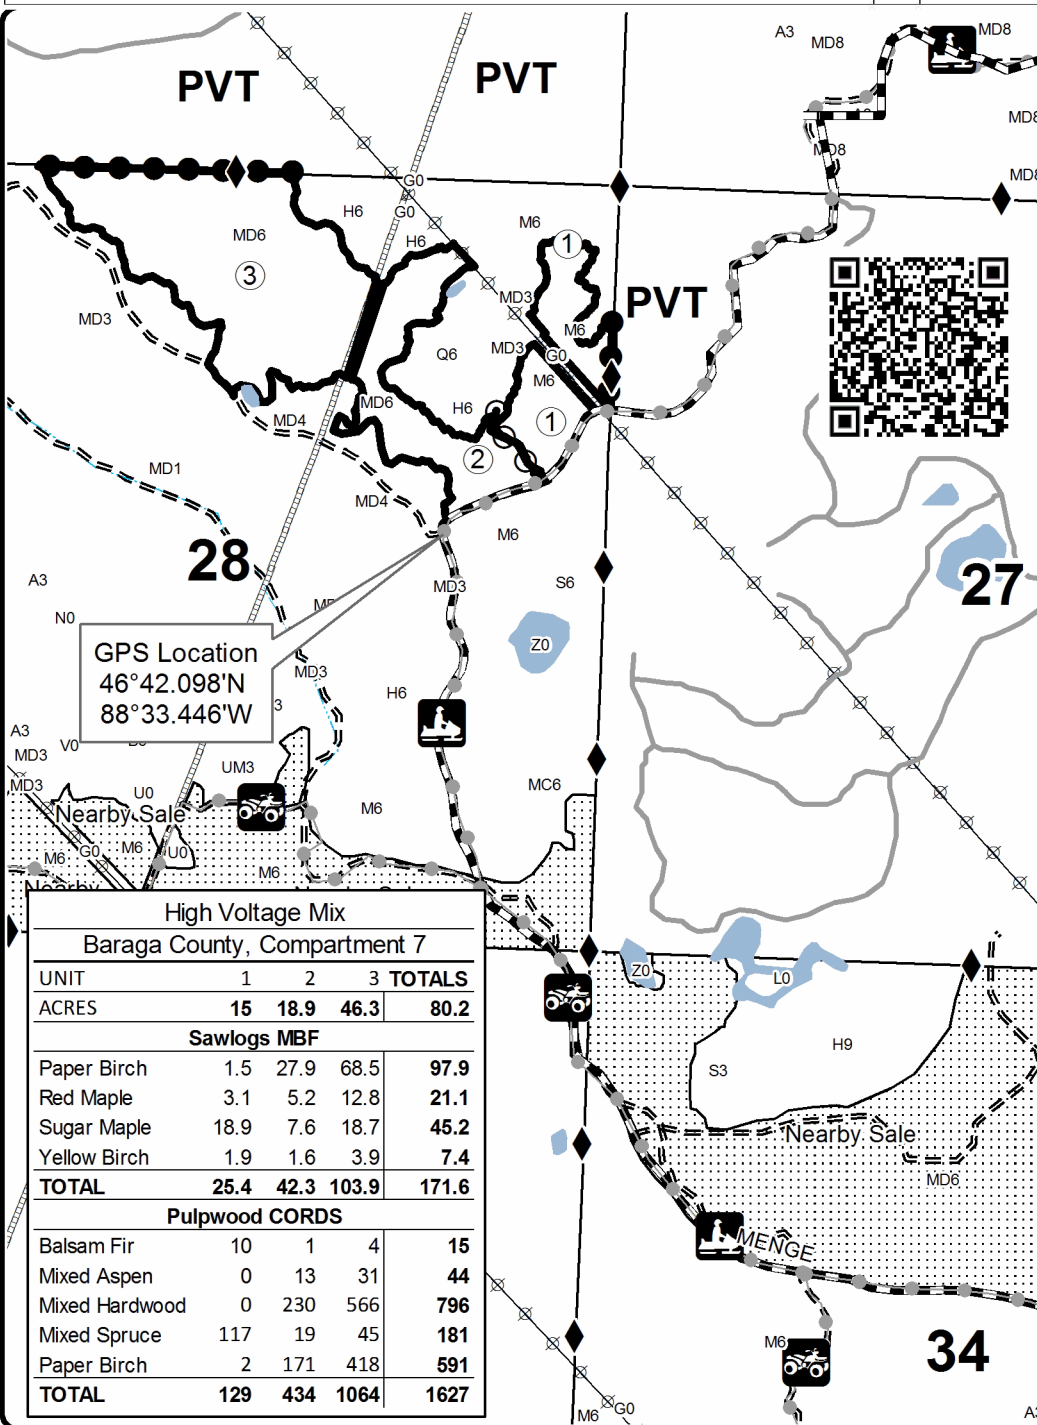 A3
MD8
MD8
PVT
PVT
MD8
MD8
MD8
G0
G0
H6
M6
MD6
H6
1
3
MD3
PVT
MD3
M6
MD3
G0
Q6
M6
MD6
H6
1
MD4
2
MD1
MD4
M6
28
27
A3
S6
MD3
N0
Z0
GPS Location
46°42.098'N
88°33.446'W
MD3
H6
3
A3
V0
MD3
UM3
MD3
U0
MC6
M6
Nearby Sale
G0
M6
U0
M6
M6
Nearby
High Voltage Mix
Baraga County, Compartment 7
UNIT 1 2 3 TOTALS
ACRES 15 18.9 46.3 80.2
Sawlogs MBF
Paper Birch 1.5 27.9 68.5 97.9
Red Maple 3.1 5.2 12.8 21.1
Sugar Maple 18.9 7.6 18.7 45.2
Yellow Birch 1.9 1.6 3.9 7.4
TOTAL 25.4 42.3 103.9 171.6
Pulpwood CORDS
Balsam Fir 10 1 4 15
Mixed Aspen 0 13 31 44
Mixed Hardwood 0 230 566 796
Mixed Spruce 117 19 45 181
Paper Birch 2 171 418 591
TOTAL 129 434 1064 1627
Z0
L0
H9
S3
Nearby Sale
MD6
MENGE
M6
34
M6
G0